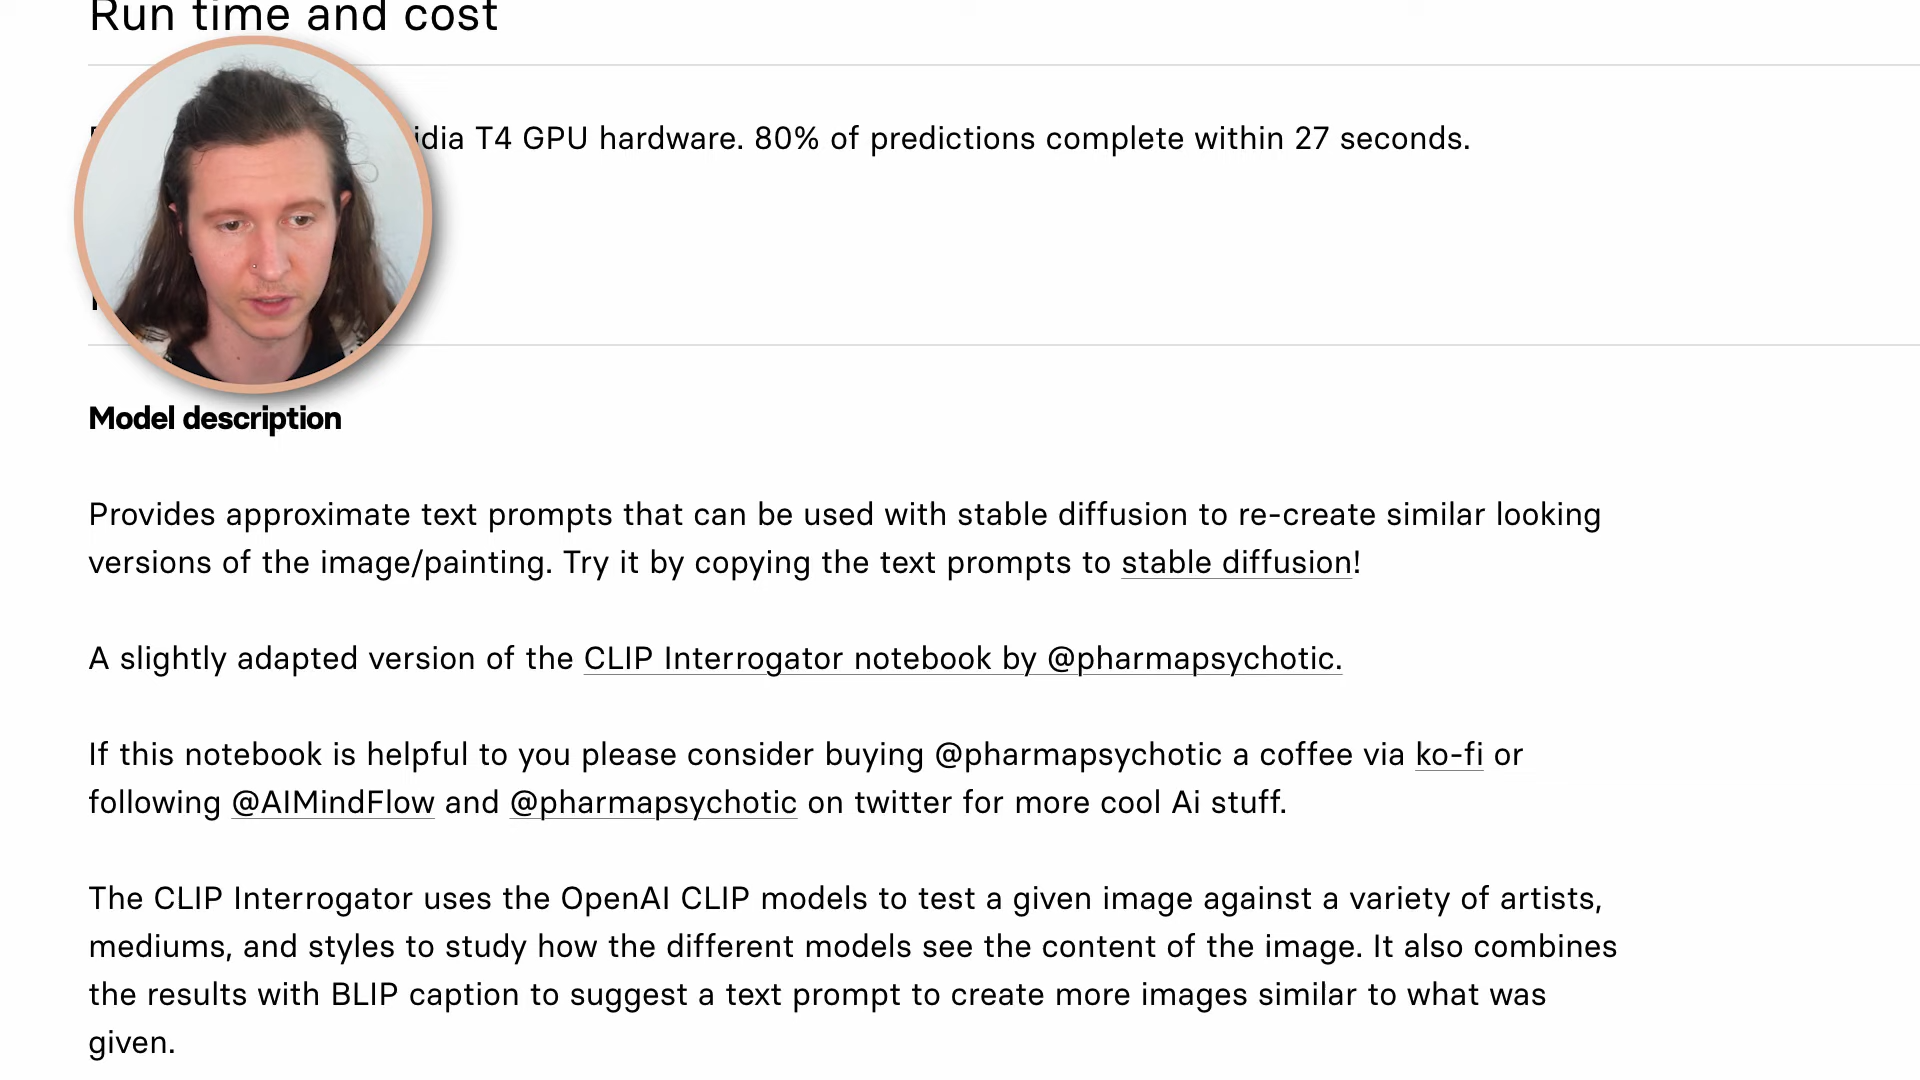 Run time and cost
idia T4 GPU hardware. 80% of predictions complete within 27 seconds.
Model description
Provides approximate text prompts that can be used with stable diffusion to re-create similar looking
versions of the image/painting. Try it by copying the text prompts to stable diffusion!
A slightly adapted version of the CLIP Interrogator notebook by @pharmapsychotic.
If this notebook is helpful to you please consider buying @pharmapsychotic a coffee via ko-fi or
following @AIMindFlow and @pharmapsychotic on twitter for more cool Ai stuff.
The CLIP Interrogator uses the OpenAI CLIP models to test a given image against a variety of artists,
mediums, and styles to study how the different models see the content of the image. It also combines
the results with BLIP caption to suggest a text prompt to create more images similar to what was
given.